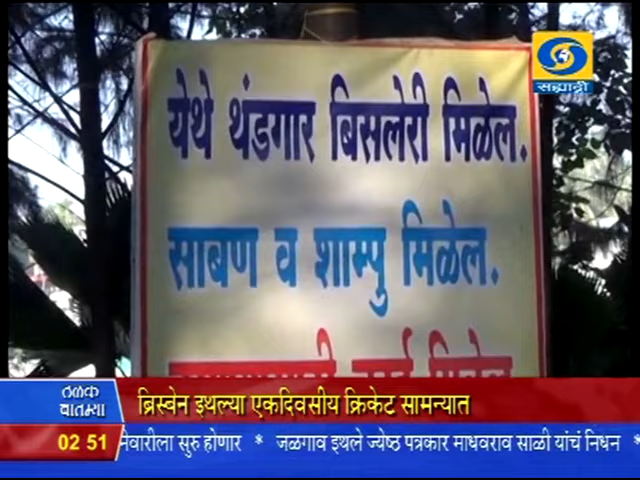 सह्याद्री
येथे थंडगार बिसलेरी मिळेल.
साबण व शाम्पु मिळेल.
ठळक
बातम्या
ब्रिस्बेन इथल्या एकदिवसीय क्रिकेट सामन्यात
02 51
सुरु होणार * जळगाव इथले ज्येष्ठ पत्रकार माधवराव साळी यांचं निधन *